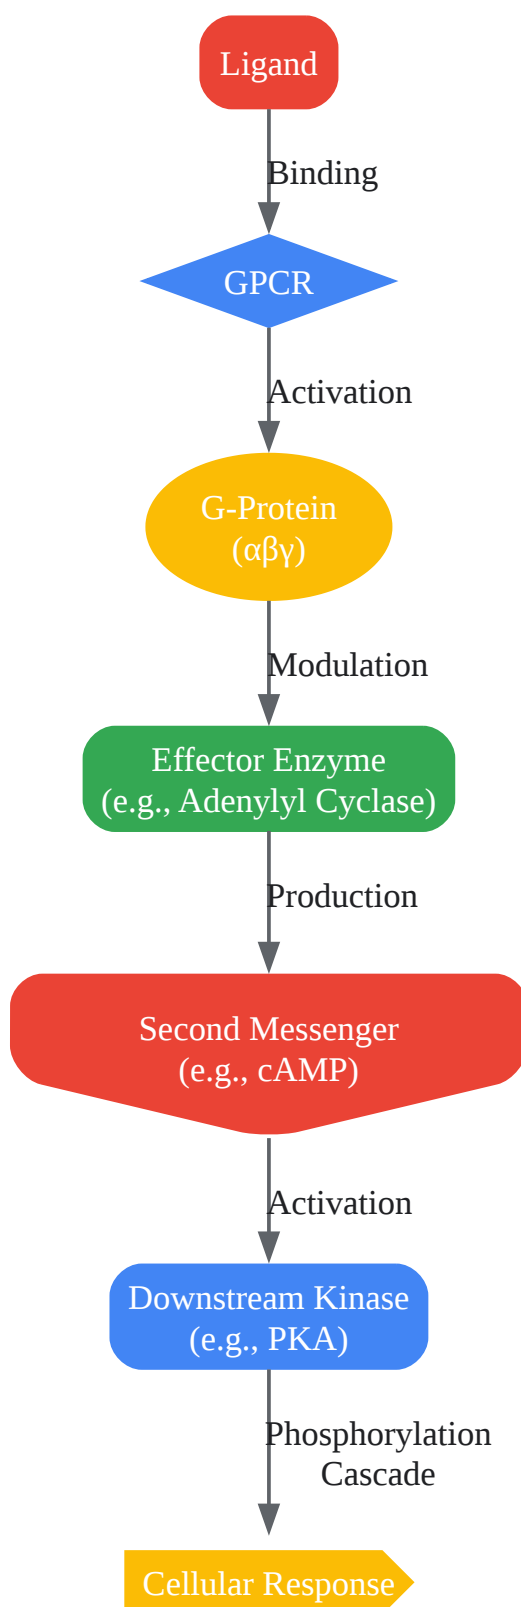 Ligand
Binding
GPCR
Activation
G-Protein
(αβγ)
Modulation
Effector Enzyme
(e.g., Adenylyl Cyclase)
Production
Second Messenger
(e.g., cAMP)
Activation
Downstream Kinase
(e.g., PKA)
Phosphorylation
Cascade
Cellular Response